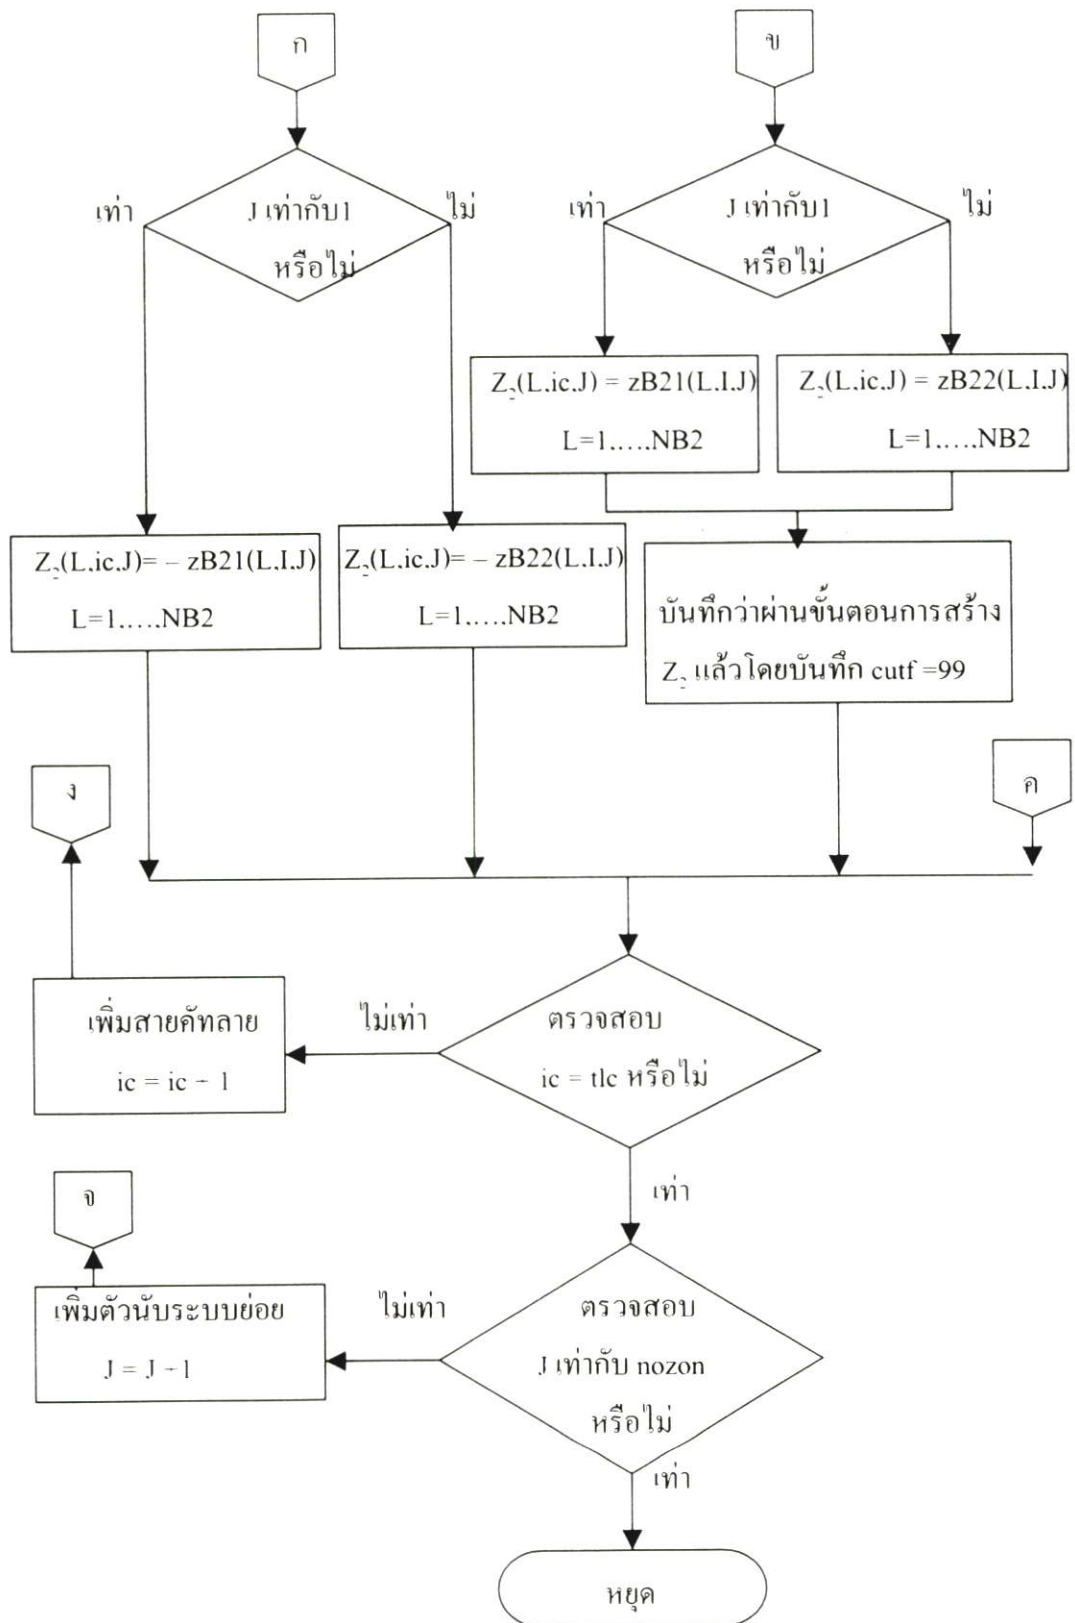 ก
ข
เท่า
J เท่ากับ1
หรือไม่
ไม่
เท่า
J เท่ากับ1
หรือไม่
ไม่
Z₂(L,ic,J) = zB21(L,I,J)
L=1,...,NB2
Z₂(L,ic,J) = zB22(L,I,J)
L=1,...,NB2
Z₂(L,ic,J)= – zB21(L,I,J)
L=1,...,NB2
Z₂(L,ic,J)= – zB22(L,I,J)
L=1,...,NB2
บันทึกว่าผ่านขั้นตอนการสร้าง
Z₂ แล้วโดยบันทึก cutf =99
ง
ค
เพิ่มสายคัทลาย
ic = ic – 1
ไม่เท่า
ตรวจสอบ
ic = tlc หรือไม่
เท่า
จ
เพิ่มตัวนับระบบย่อย
J = J –1
ไม่เท่า
ตรวจสอบ
J เท่ากับ nozon
หรือไม่
เท่า
หยุด